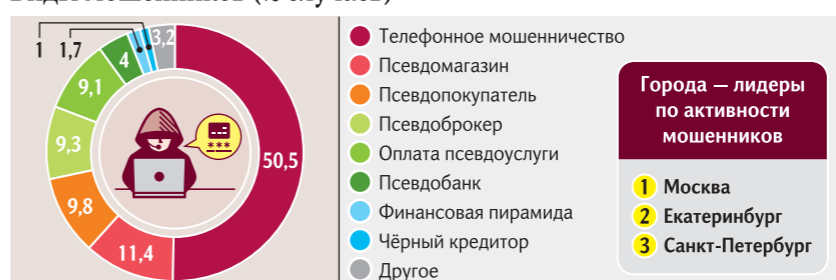 1 1,7 3,2
4
9,1
9,3
9,8
11,4
50,5
***
Телефонное мошенничество
Псевдомагазин
Псевдопокупатель
Псевдоброкер
Оплата псевдоуслуги
Псевдобанк
Финансовая пирамида
Чёрный кредитор
Другое
Города — лидеры
по активности
мошенников
1 Москва
2 Екатеринбург
3 Санкт-Петербург